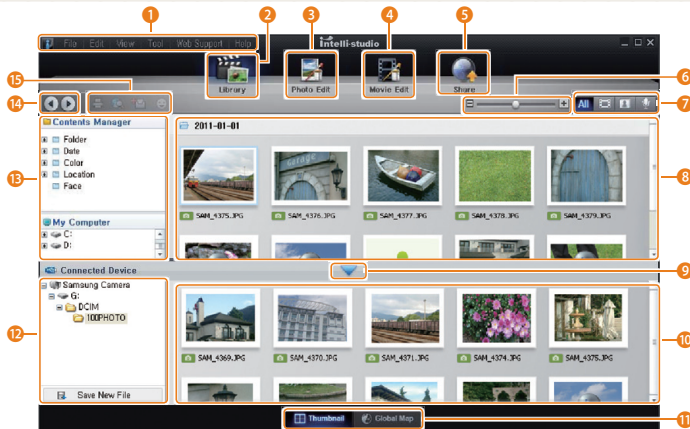 1
2
3
4
5
File Edit View Tool Web Support Help
Intelli-studio
Library
Photo Edit
Movie Edit
Share
15
6
14
All
7
Contents Manager
2011-01-01
Folder
Date
Color
Location
Face
13
8
SAM_4375.JPG
SAM_4376.JPG
SAM_4377.JPG
SAM_4378.JPG
SAM_4379.JPG
My Computer
C:
D:
Connected Device
9
Samsung Camera
G:
DCIM
100PHOTO
12
10
SAM_4369.JPG
SAM_4370.JPG
SAM_4371.JPG
SAM_4374.JPG
SAM_4375.JPG
Save New File
Thumbnail
Global Map
11